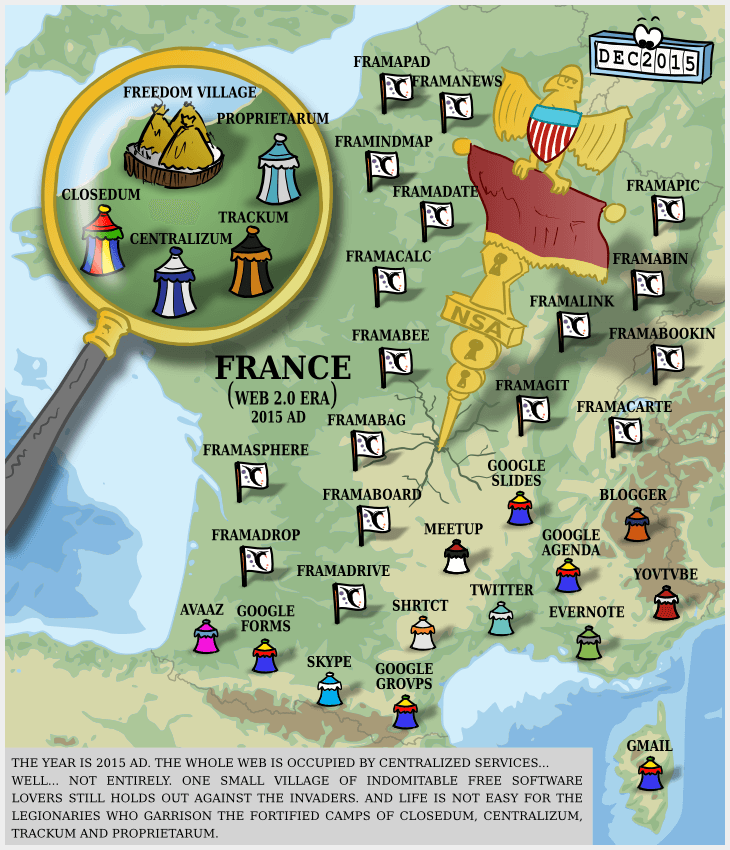 DEC 2015
FRAMAPAD
FRAMANEWS
FREEDOM VILLAGE
PROPRIETARUM
FRAMINDMAP
FRAMADATE
FRAMAPIC
CLOSEDUM
TRACKUM
CENTRALIZUM
FRAMACALC
FRAMABIN
FRAMALINK
NSA
FRAMABEE
FRAMABOOKIN
FRANCE
(WEB 2.0 ERA)
2015 AD
FRAMAGIT
FRAMACARTE
FRAMABAG
FRAMASPHERE
GOOGLE
SLIDES
FRAMABOARD
BLOGGER
MEETUP
FRAMADROP
GOOGLE
AGENDA
FRAMADRIVE
YOVTVBE
TWITTER
SHRTCT
EVERNOTE
AVAAZ
GOOGLE
FORMS
SKYPE
GOOGLE
GROVPS
GMAIL
THE YEAR IS 2015 AD. THE WHOLE WEB IS OCCUPIED BY CENTRALIZED SERVICES...
WELL... NOT ENTIRELY. ONE SMALL VILLAGE OF INDOMITABLE FREE SOFTWARE
LOVERS STILL HOLDS OUT AGAINST THE INVADERS. AND LIFE IS NOT EASY FOR THE
LEGIONARIES WHO GARRISON THE FORTIFIED CAMPS OF CLOSEDUM, CENTRALIZUM,
TRACKUM AND PROPRIETARUM.